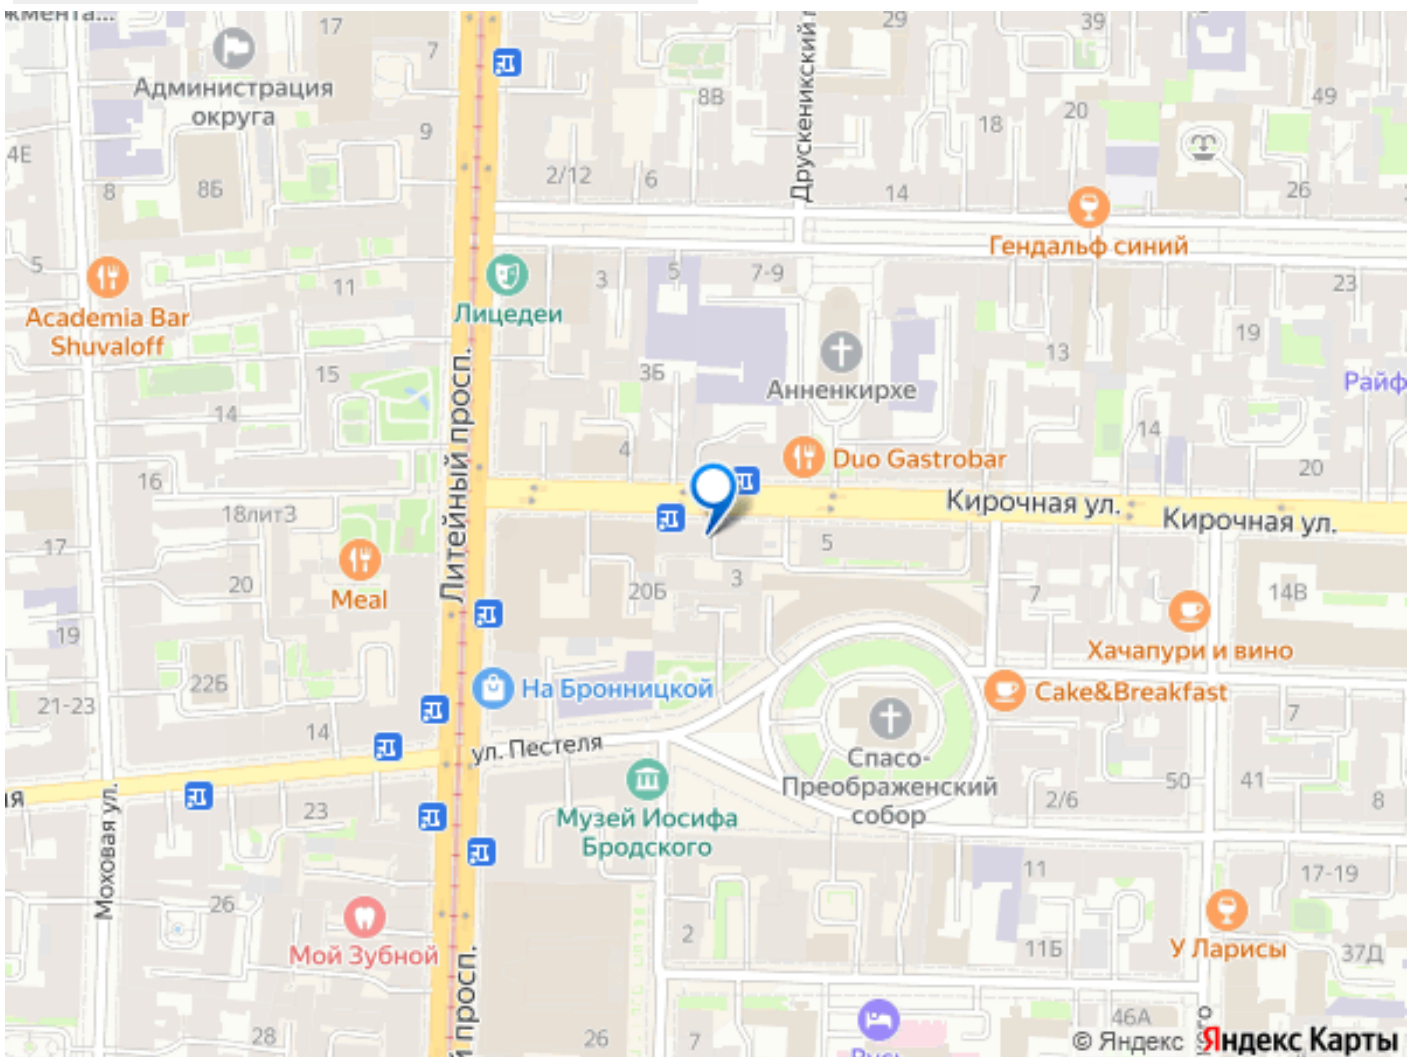 17
39
29
7
Администрация
округа
8В
49
20
18
9
4Е
2/12
6
Друскеникский
14
26
8
8Б
Гендальф синий
5
3
5
7-9
23
11
Лицедеи
Academia Bar
Shuvaloff
19
13
15
3Б
Анненкирхе
Райф
14
14
4
Duo Gastrobar
20
16
Литейный просп.
Кирочная ул.
Кирочная ул.
18лит3
17
5
20
Meal
20Б
3
7
14В
19
Хачапури и вино
22Б
На Бронницкой
Cake&Breakfast
21-23
7
14
ул. Пестеля
Спасо-
Преображенский
собор
50
41
2/6
8
23
Музей Иосифа
Бродского
Моховая ул.
11
17-19
26
2
Мой Зубной
11Б
У Ларисы
37Д
просп.
28
26
7
46А
© Яндекс Яндекс Карты